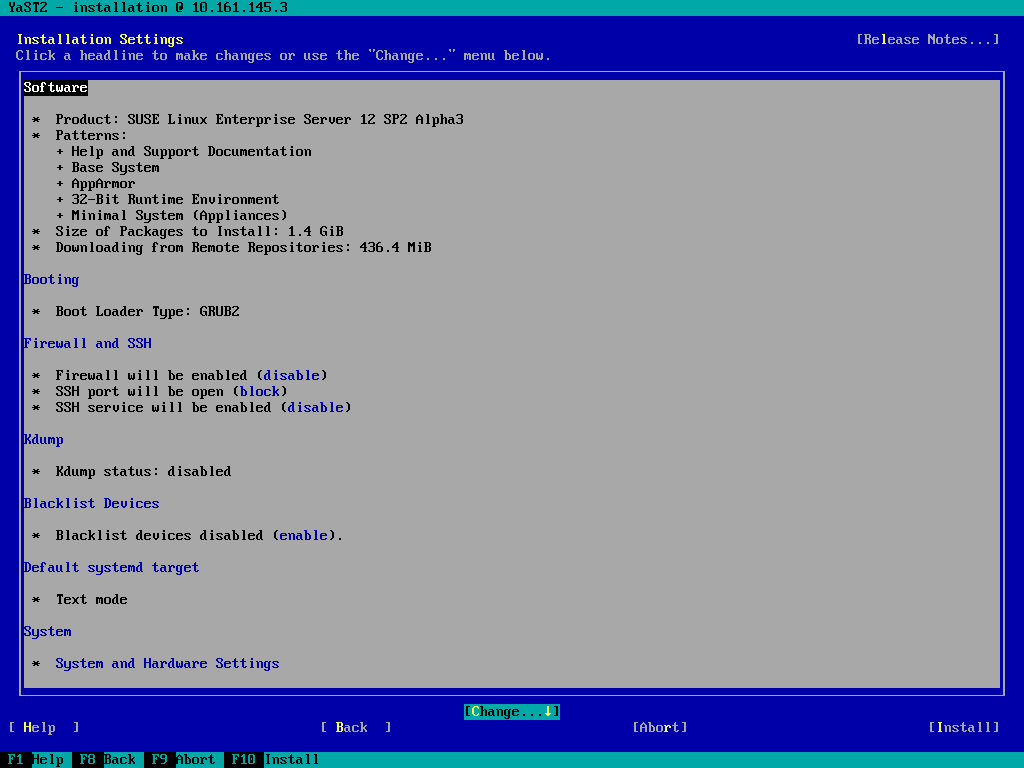 YaST2 - installation @ 10.161.145.3
Installation Settings [Release Notes...]
Click a headline to make changes or use the "Change..." menu below.
Software
* Product: SUSE Linux Enterprise Server 12 SP2 Alpha3
* Patterns:
+ Help and Support Documentation
+ Base System
+ AppArmor
+ 32-Bit Runtime Environment
+ Minimal System (Appliances)
* Size of Packages to Install: 1.4 GiB
* Downloading from Remote Repositories: 436.4 MiB
Booting
* Boot Loader Type: GRUB2
Firewall and SSH
* Firewall will be enabled (disable)
* SSH port will be open (block)
* SSH service will be enabled (disable)
Kdump
* Kdump status: disabled
Blacklist Devices
* Blacklist devices disabled (enable).
Default systemd target
* Text mode
System
* System and Hardware Settings
[Change...↓]
[ Help ] [ Back ] [Abort] [Install]
F1 Help F8 Back F9 Abort F10 Install